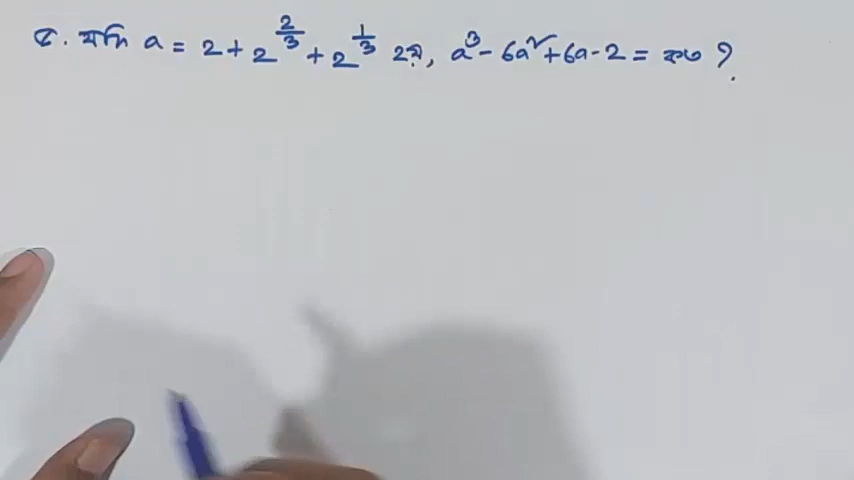 ৫. যদি a = 2 + 2^{2/3} + 2^{1/3} হয়, a³ - 6a² + 6a - 2 = কত ?